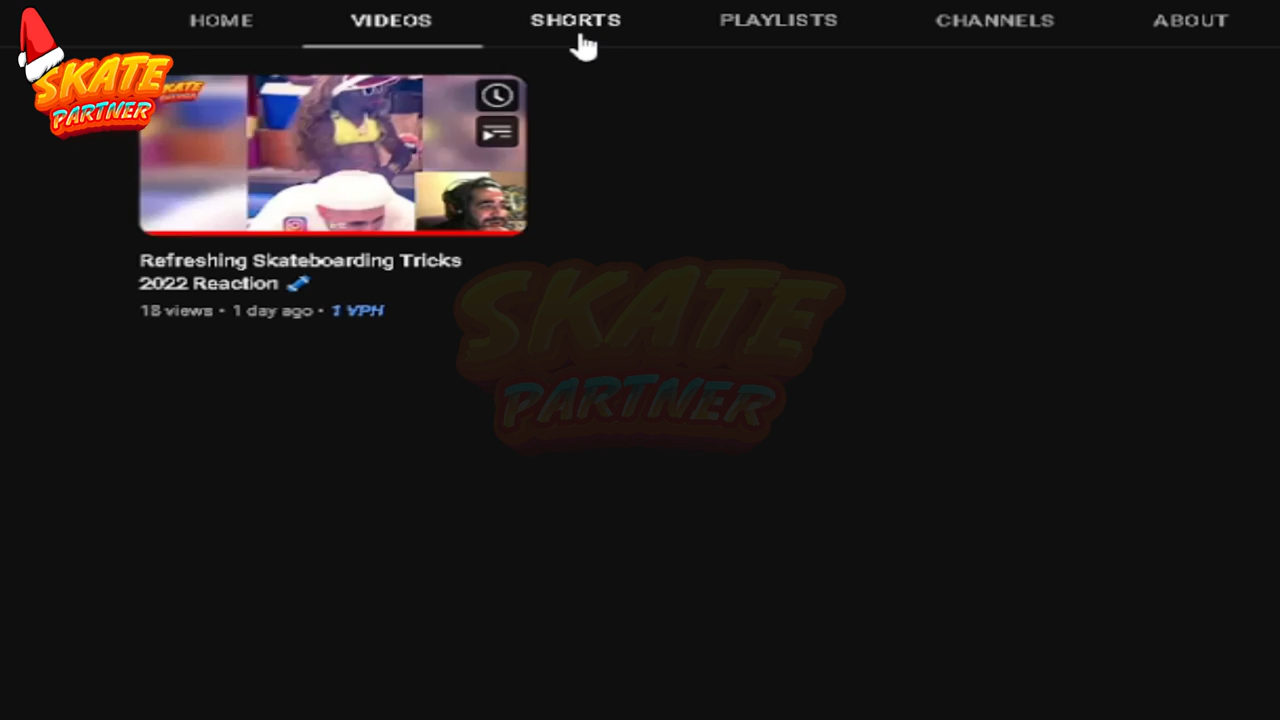 HOME VIDEOS SHORTS PLAYLISTS CHANNELS ABOUT
SKATE
PARTNER
Refreshing Skateboarding Tricks
2022 Reaction
18 views • 1 day ago • 1 VPH
SKATE
PARTNER